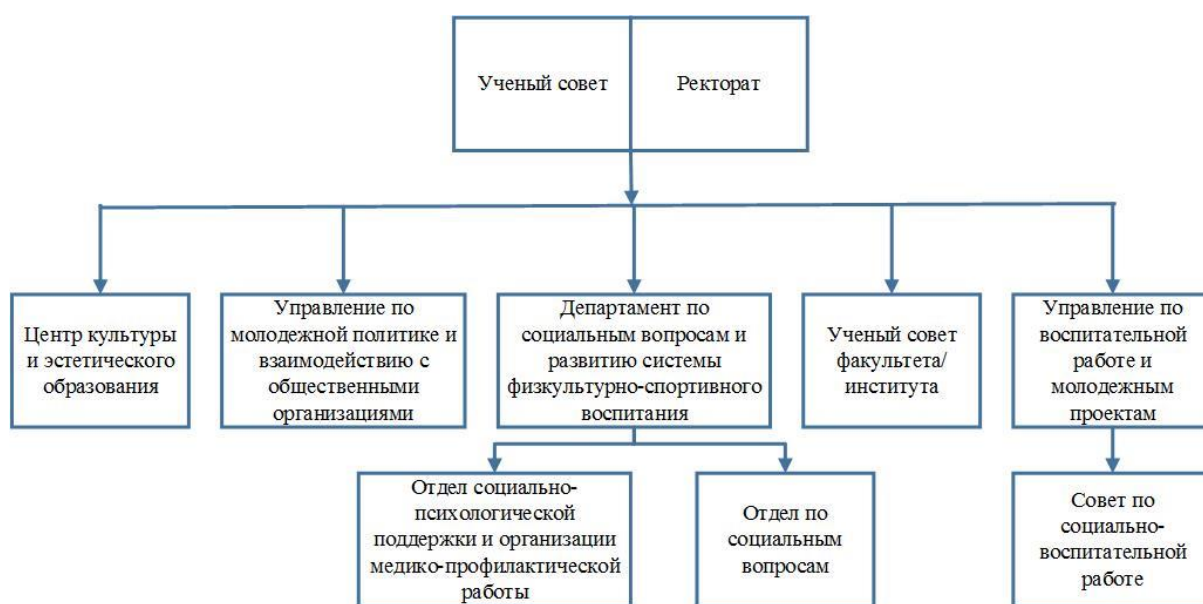 Ученый совет
Ректорат
Центр культуры
и эстетического
образования
Управление по
молодежной политике и
взаимодействию с
общественными
организациями
Департамент по
социальным вопросам и
развитию системы
физкультурно-спортивного
воспитания
Ученый совет
факультета/
института
Управление по
воспитательной
работе и
молодежным
проектам
Отдел социально-
психологической
поддержки и организации
медико-профилактической
работы
Отдел по
социальным
вопросам
Совет по
социально-
воспитательной
работе